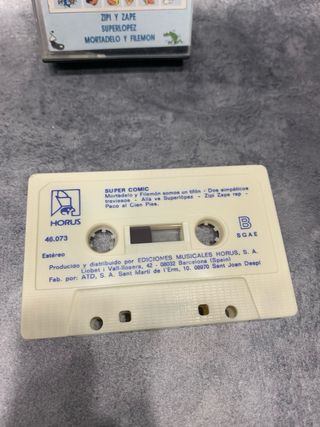 ZIPI Y ZAPE
SUPERLOPEZ
MORTADELO Y FILEMON
HORUS
SUPER COMIC
Mortadelo y Filemón somos un tifón - Dos simpáticos
traviesos - Allá va Superlópez - Zipi Zape rap -
Paco el Cien Pies.
46.073
B
Estéreo
SGAE
Producido y distribuido por EDICIONES MUSICALES HORUS, S. A.
Llobet i Vall-llosera, 42 - 08032 Barcelona (Spain)
Fab. por: ATD, S.A. Sant Martí de l'Erm, 10. 08970 Sant Joan Despí